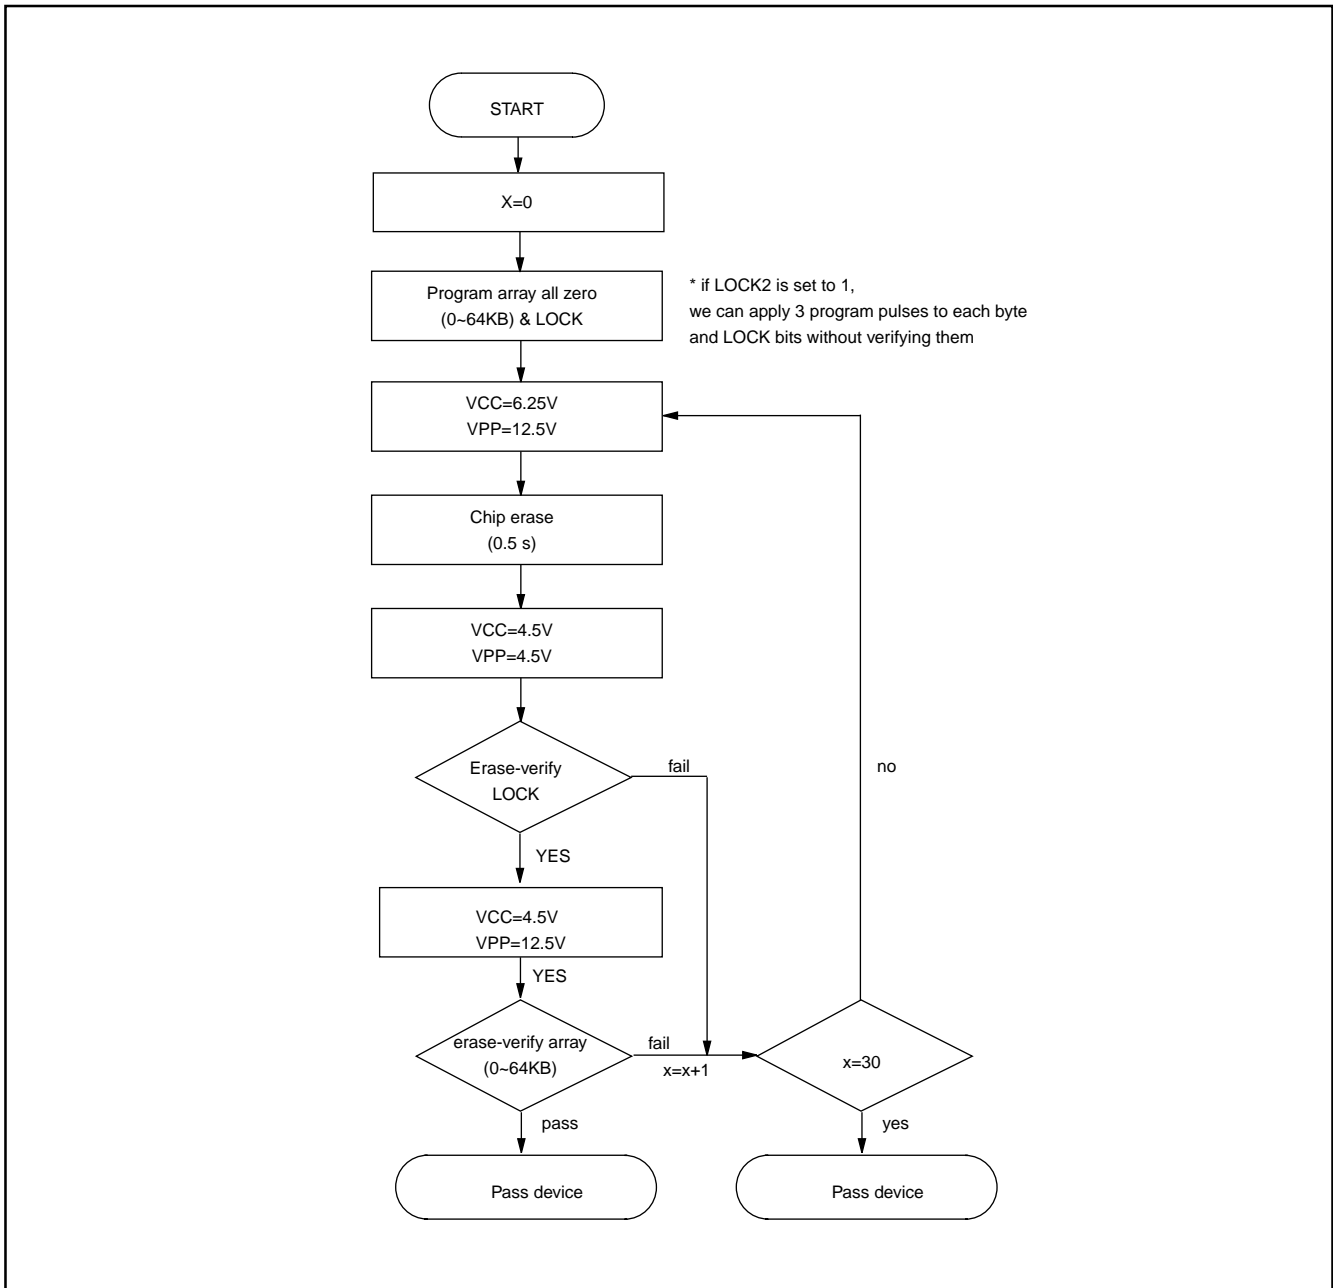 START
X=0
Program array all zero
(0~64KB) & LOCK
* if LOCK2 is set to 1,
we can apply 3 program pulses to each byte
and LOCK bits without verifying them
VCC=6.25V
VPP=12.5V
Chip erase
(0.5 s)
VCC=4.5V
VPP=4.5V
Erase-verify
LOCK
fail
no
YES
VCC=4.5V
VPP=12.5V
YES
erase-verify array
(0~64KB)
fail
x=x+1
x=30
pass
yes
Pass device
Pass device